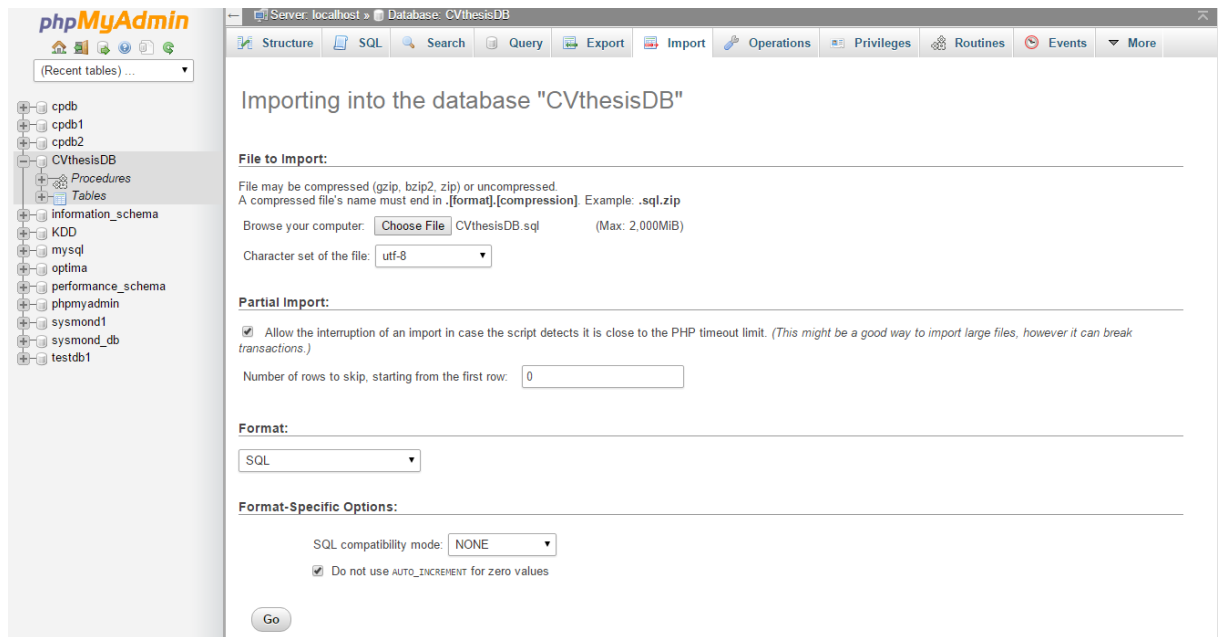 phpMyAdmin
(Recent tables) ...
cpdb
cpdb1
cpdb2
CVthesisDB
Procedures
Tables
information_schema
KDD
mysql
optima
performance_schema
phpmyadmin
sysmond1
sysmond_db
testdb1
Server: localhost » Database: CVthesisDB
Structure SQL Search Query Export Import Operations Privileges Routines Events More
Importing into the database "CVthesisDB"
File to Import:
File may be compressed (gzip, bzip2, zip) or uncompressed.
A compressed file's name must end in .[format].[compression]. Example: .sql.zip
Browse your computer: Choose File CVthesisDB.sql (Max: 2,000MiB)
Character set of the file: utf-8
Partial Import:
Allow the interruption of an import in case the script detects it is close to the PHP timeout limit. (This might be a good way to import large files, however it can break
transactions.)
Number of rows to skip, starting from the first row: 0
Format:
SQL
Format-Specific Options:
SQL compatibility mode: NONE
Do not use AUTO_INCREMENT for zero values
Go